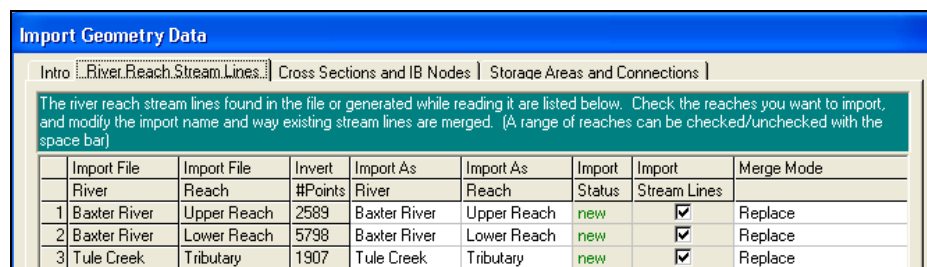 Import Geometry Data
Intro River Reach Stream Lines Cross Sections and IB Nodes Storage Areas and Connections
The river reach stream lines found in the file or generated while reading it are listed below. Check the reaches you want to import,
and modify the import name and way existing stream lines are merged. (A range of reaches can be checked/unchecked with the
space bar)
Import File Import File Invert Import As Import As Import Import Merge Mode
River Reach #Points River Reach Status Stream Lines
1 Baxter River Upper Reach 2589 Baxter River Upper Reach new Replace
2 Baxter River Lower Reach 5798 Baxter River Lower Reach new Replace
3 Tule Creek Tributary 1907 Tule Creek Tributary new Replace